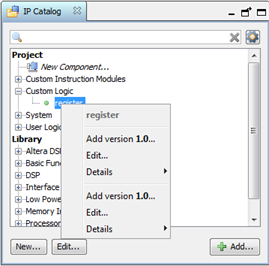 IP Catalog
Project
New Component...
Custom Instruction Modules
Custom Logic
register
System
User Logic
Library
Altera DSP
Basic Func
DSP
Interface
Low Power
Memory In
Processor
register
Add version 1.0...
Edit...
Details
Add version 1.0...
Edit...
Details
New...
Edit...
Add...